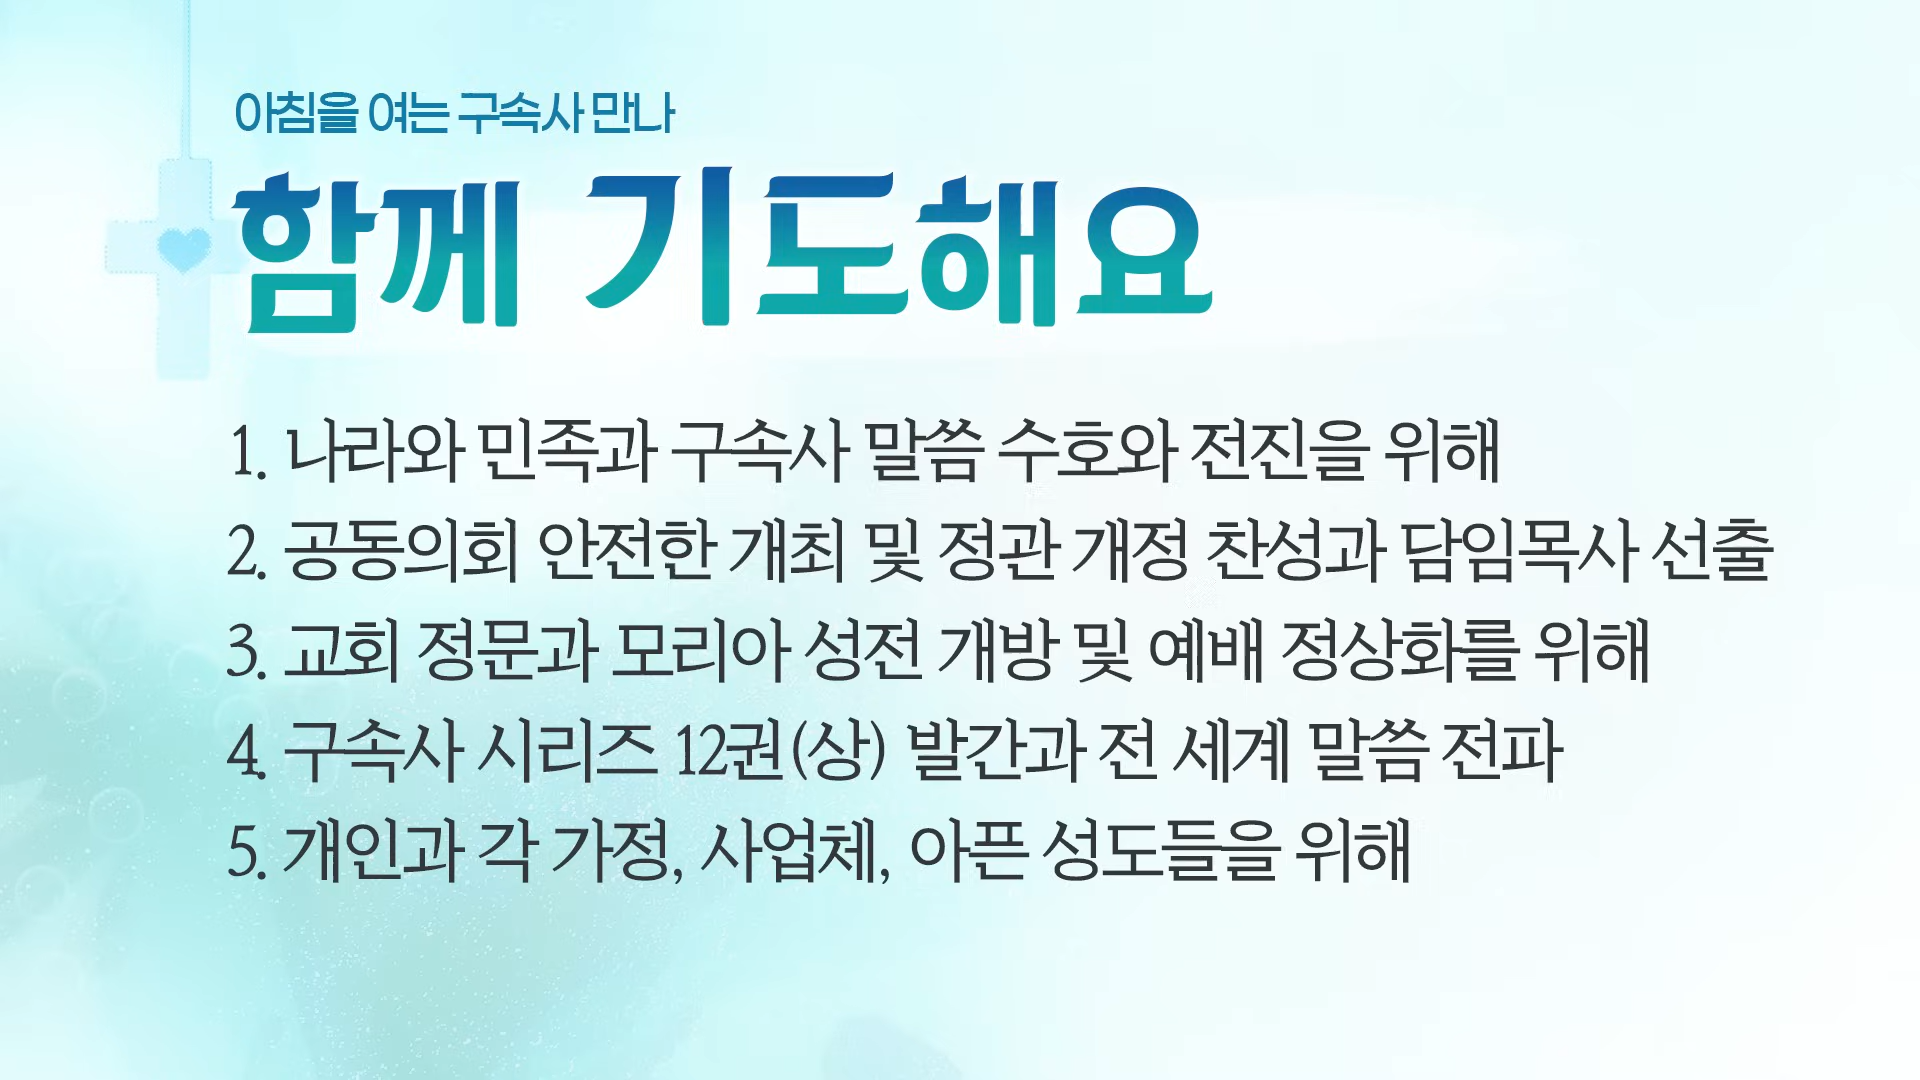 아침을 여는 구속사 만나
함께 기도해요
1. 나라와 민족과 구속사 말씀 수호와 전진을 위해
2. 공동의회 안전한 개최 및 정관 개정 찬성과 담임목사 선출
3. 교회 정문과 모리아 성전 개방 및 예배 정상화를 위해
4. 구속사 시리즈 12권(상) 발간과 전 세계 말씀 전파
5. 개인과 각 가정, 사업체, 아픈 성도들을 위해